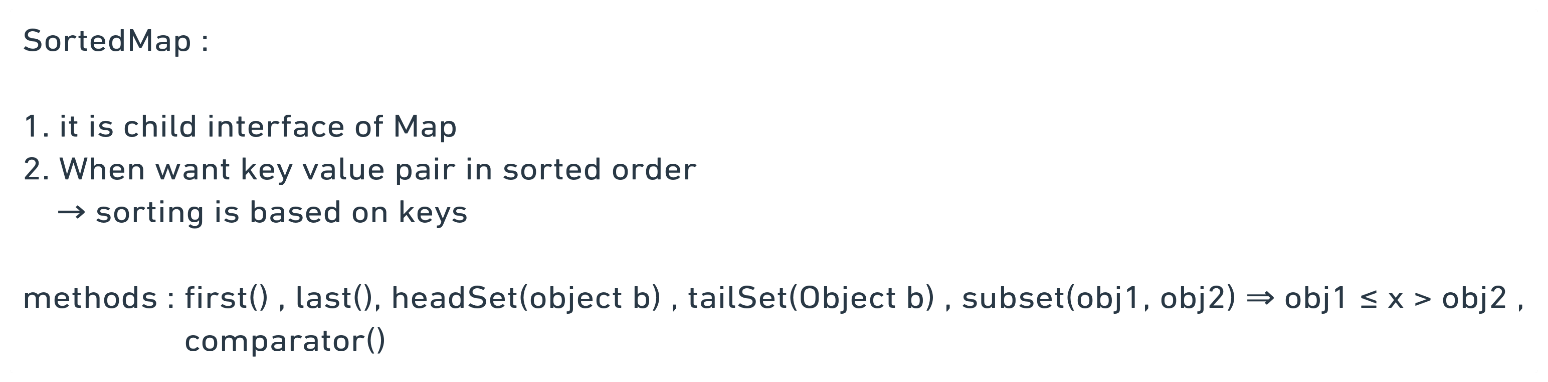 SortedMap :
1. it is child interface of Map
2. When want key value pair in sorted order
→ sorting is based on keys
methods : first() , last(), headSet(object b) , tailSet(Object b) , subset(obj1, obj2) ⇒ obj1 ≤ x > obj2 ,
comparator()